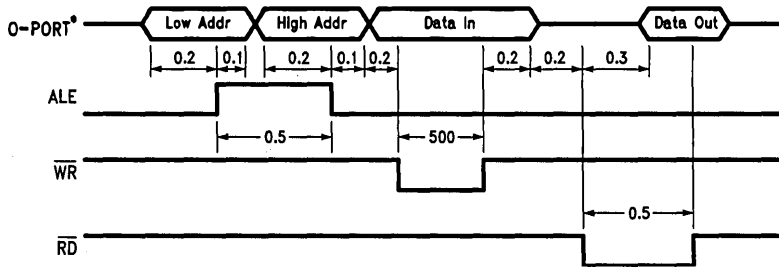 O-PORT* Low Addr High Addr Data In Data Out
0.2 0.1 0.2 0.1 0.2 0.2 0.2 0.3
ALE
0.5 500
WR
0.5
RD